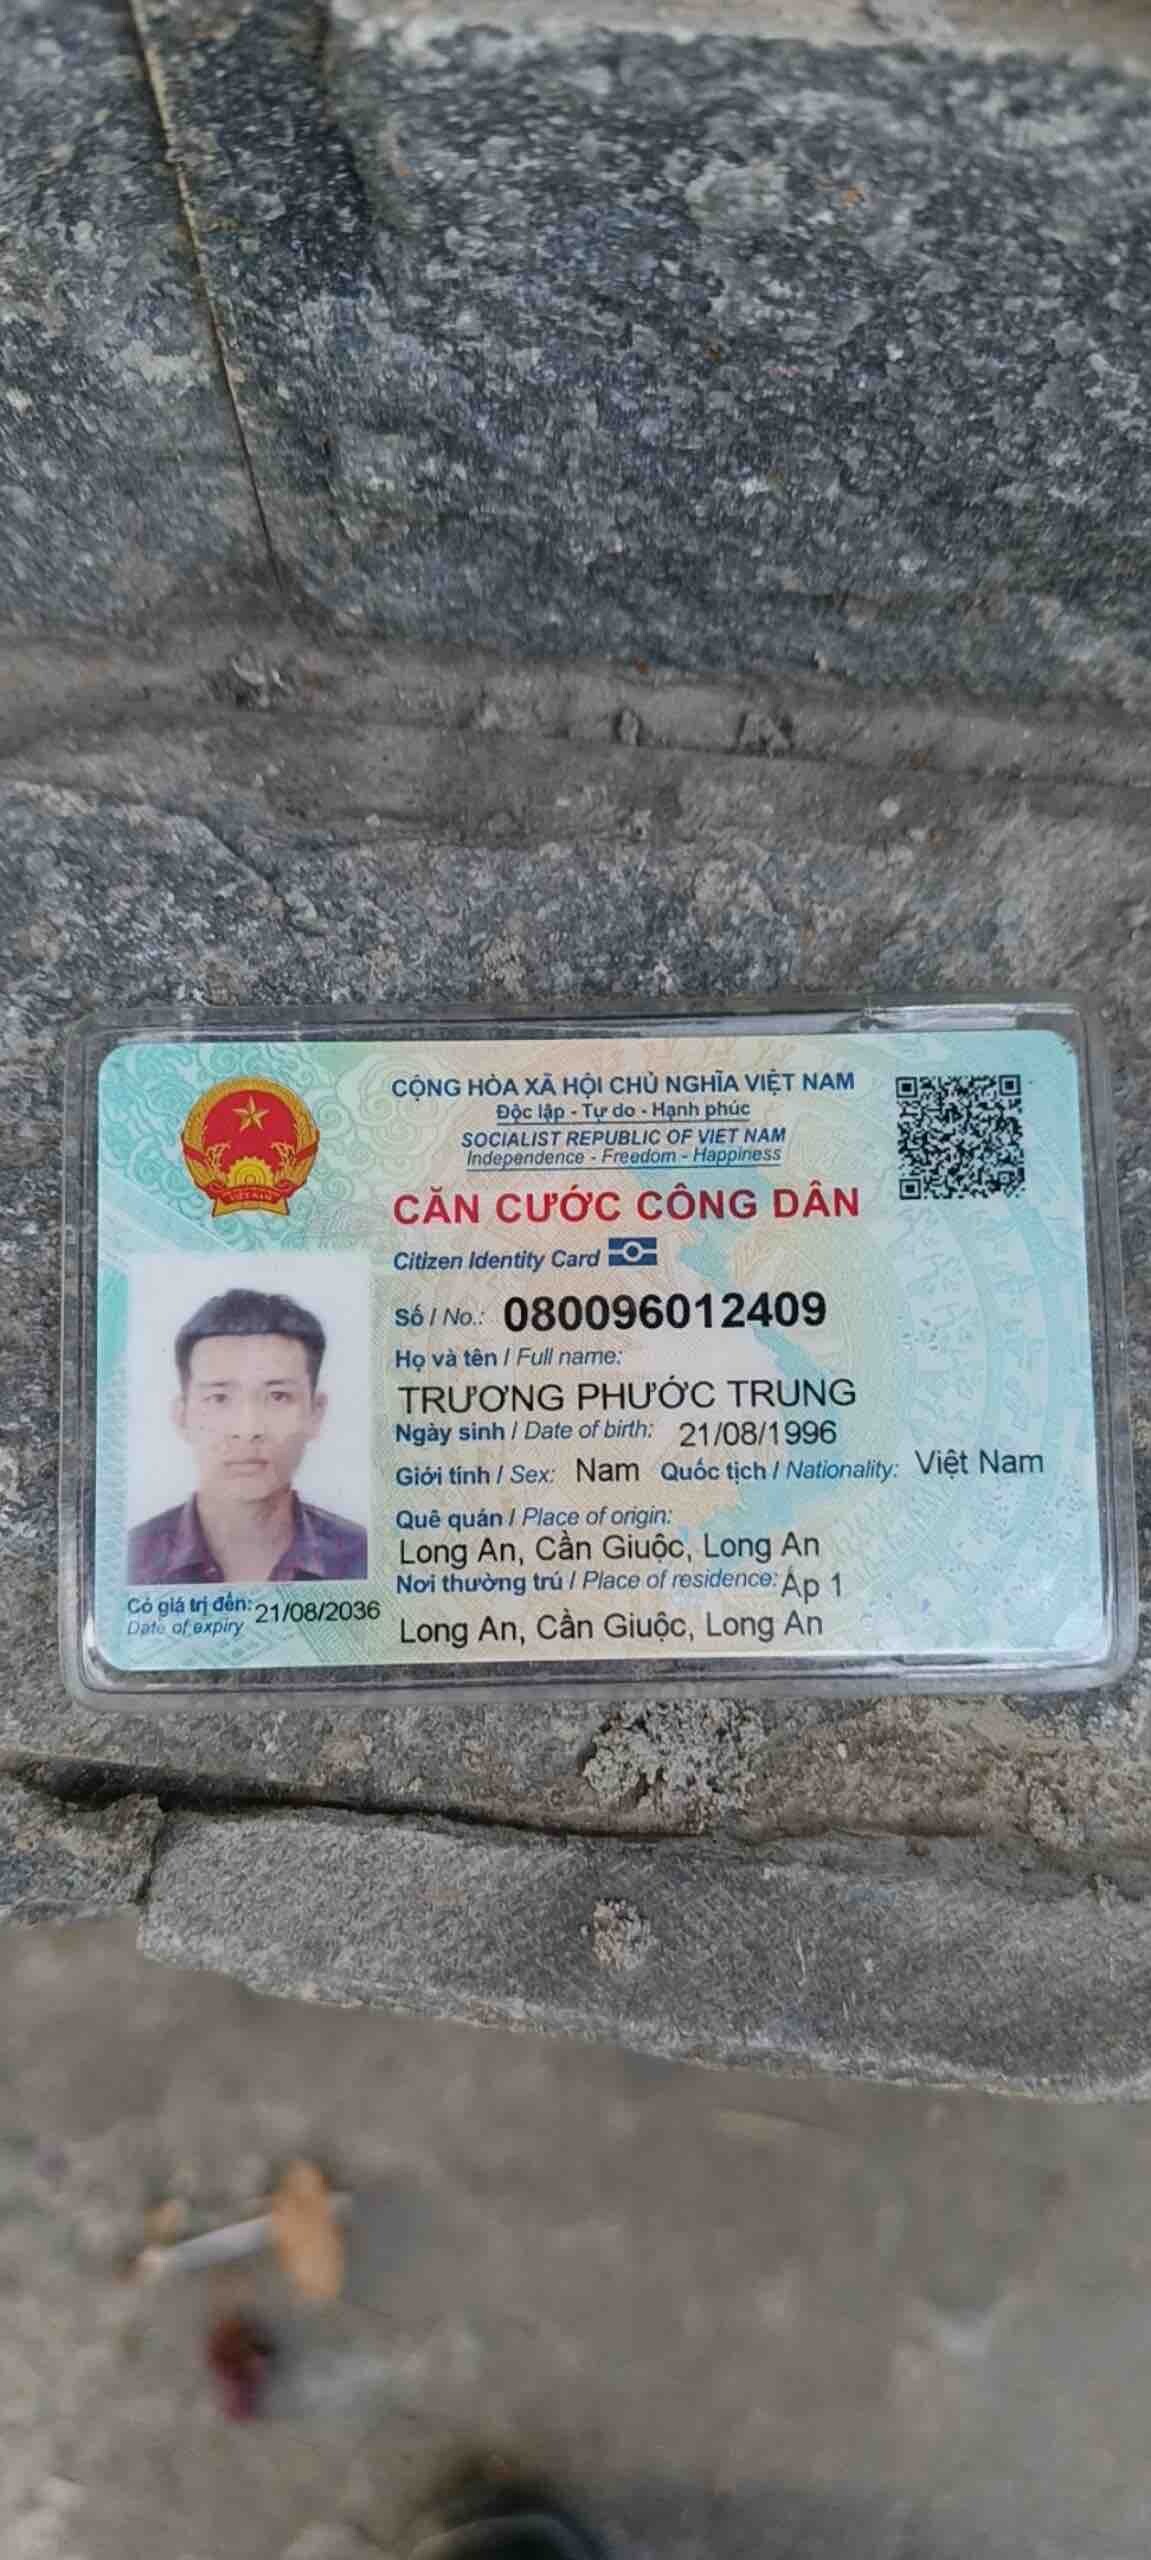 CỘNG HÒA XÃ HỘI CHỦ NGHĨA VIỆT NAM
Độc lập - Tự do - Hạnh phúc
SOCIALIST REPUBLIC OF VIET NAM
Independence - Freedom - Happiness
CĂN CƯỚC CÔNG DÂN
Citizen Identity Card
Số / No.: 080096012409
Họ và tên / Full name:
TRƯƠNG PHƯỚC TRUNG
Ngày sinh / Date of birth: 21/08/1996
Giới tính / Sex: Nam Quốc tịch / Nationality: Việt Nam
Quê quán / Place of origin:
Long An, Cần Giuộc, Long An
Nơi thường trú / Place of residence: Ấp 1
Long An, Cần Giuộc, Long An
Có giá trị đến: 21/08/2036
Date of expiry
VIỆT NAM